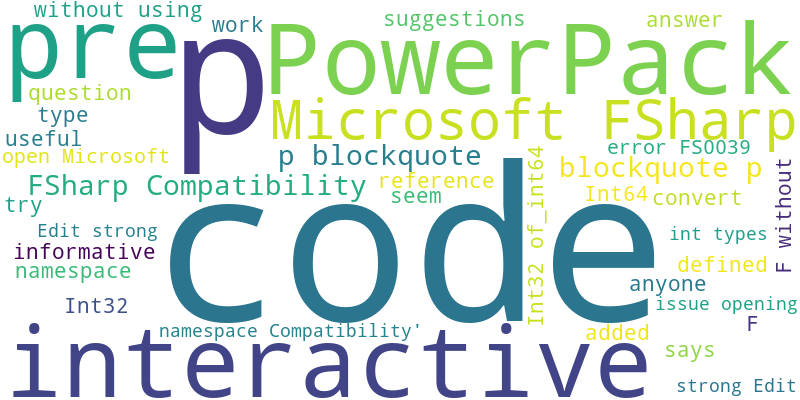 without using
pre
p
work
suggestions
answer
PowerPack
question
type
useful
Microsoft FSharp
open Microsoft
p blockquote
error FS0039
blockquote p
FSharp Compatibility
reference
seem
Int64
convert
try
Edit strong
code
Int32 of_int64
F without
int types
informative
namespace
defined
anyone
Int32
issue opening
namespace Compatibility'
added
F
interactive
says
strong Edit